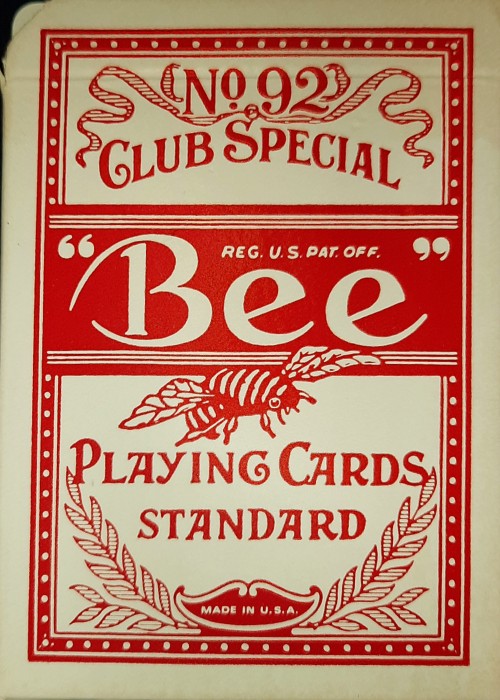 No 92
CLUB SPECIAL
REG. U.S. PAT. OFF.
“Bee”
PLAYING CARDS
STANDARD
MADE IN U.S.A.